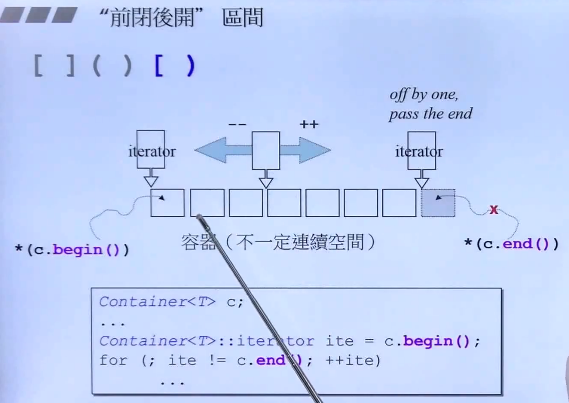 “前閉後開” 區間
[ ] ( ) [ )
off by one,
pass the end
-- ++
iterator
iterator
x
*(c.begin())
容器（不一定連續空間）
*(c.end())
Container<T> c;
...
Container<T>::iterator ite = c.begin();
for (; ite != c.end(); ++ite)
...